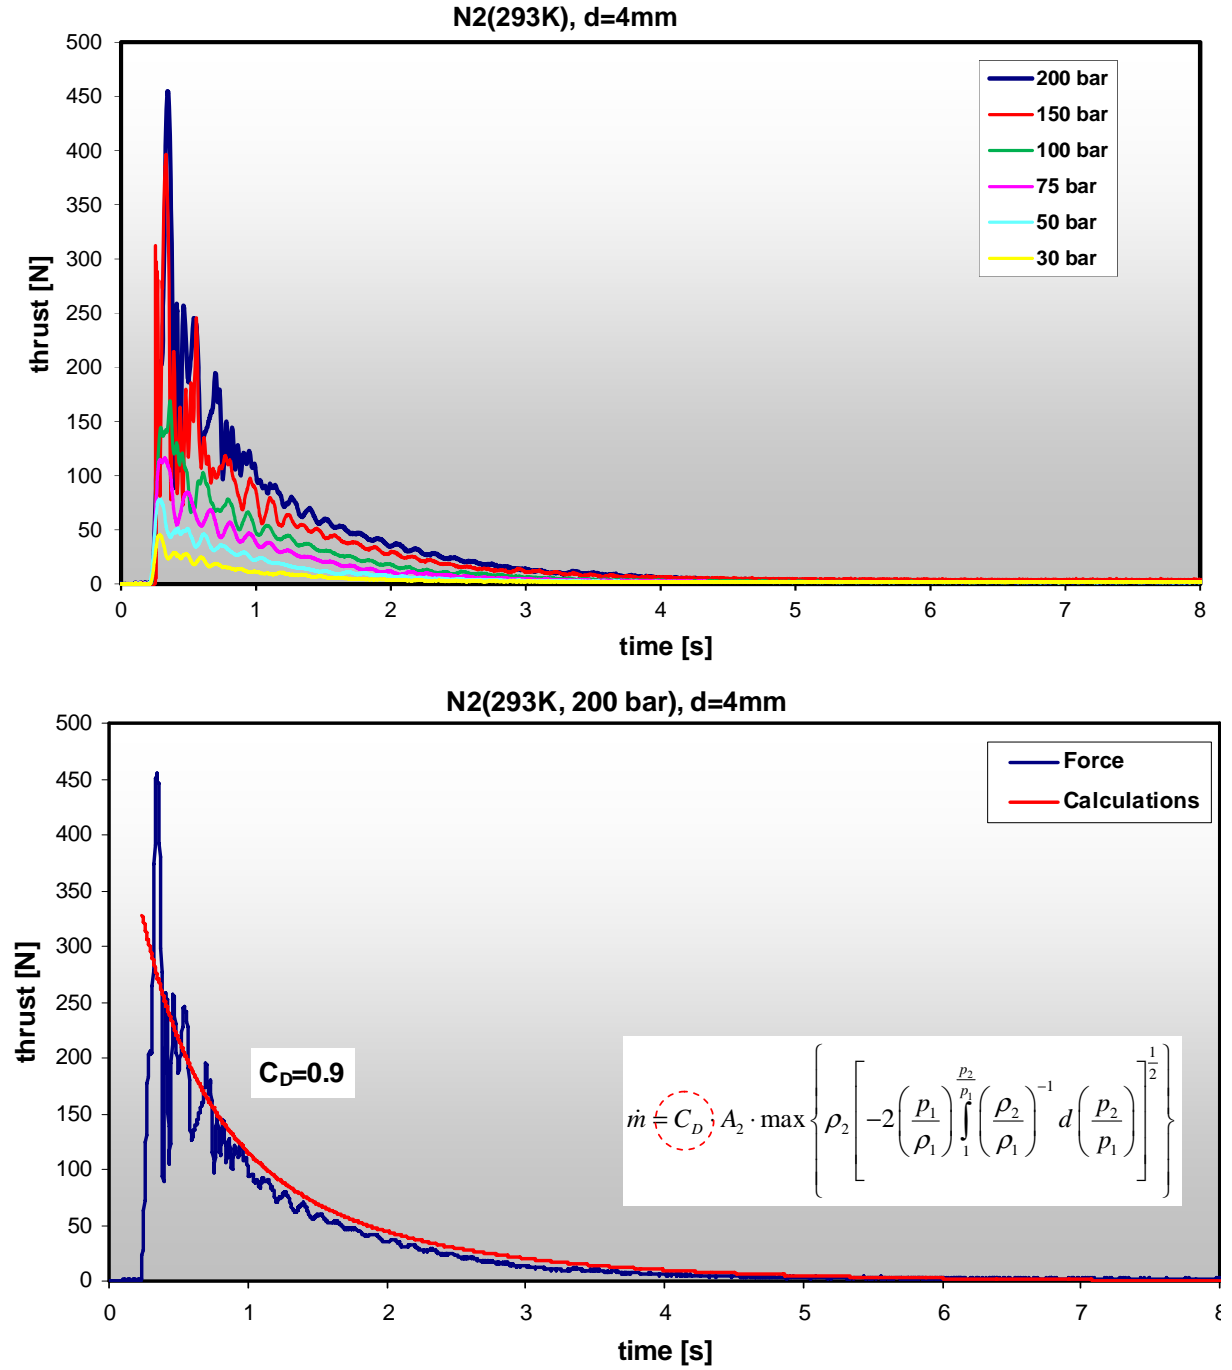 N2(293K), d=4mm
500
450
400
350
300
250
200
150
100
50
0
thrust [N]
200 bar
150 bar
100 bar
75 bar
50 bar
30 bar
0 1 2 3 4 5 6 7 8
time [s]
N2(293K, 200 bar), d=4mm
500
450
400
350
300
250
200
150
100
50
0
thrust [N]
Force
Calculations
C_D=0.9
ṁ = C_D · A_2 · max { ρ_2 [ −2 (p_1/ρ_1) ∫_1^{p_2/p_1} (ρ_2/ρ_1)^{−1} d (p_2/p_1) ]^{1/2} }
0 1 2 3 4 5 6 7 8
time [s]